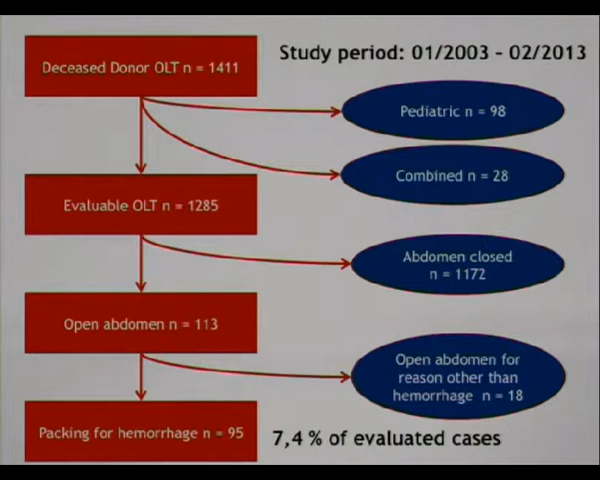 Deceased Donor OLT n = 1411
Study period: 01/2003 - 02/2013
Pediatric n = 98
Combined n = 28
Evaluable OLT n = 1285
Abdomen closed
n = 1172
Open abdomen n = 113
Open abdomen for
reason other than
hemorrhage n = 18
Packing for hemorrhage n = 95
7,4 % of evaluated cases